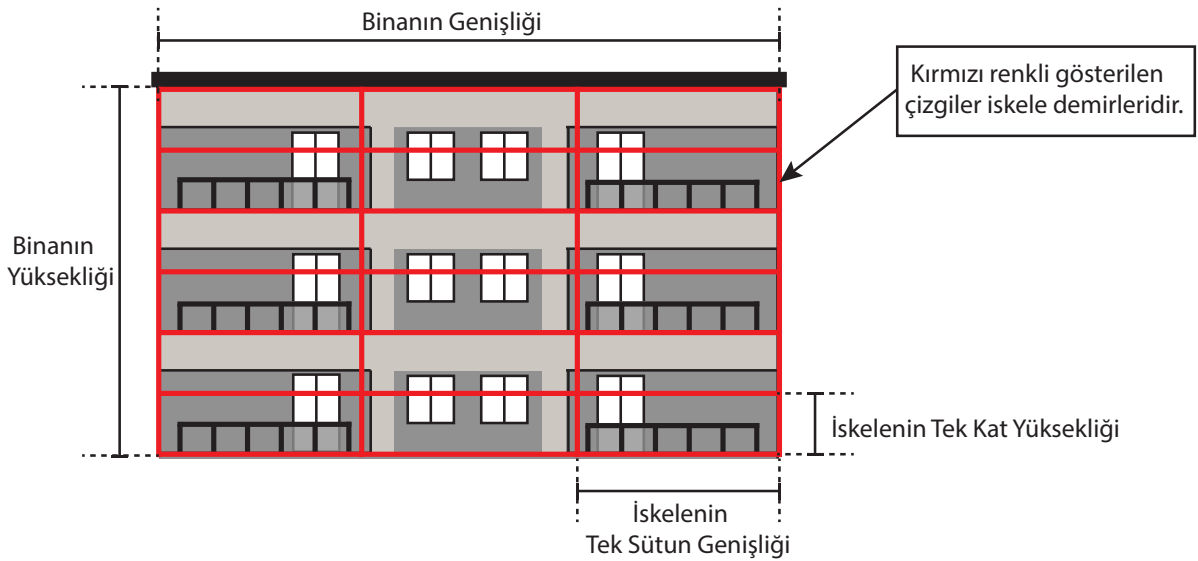 Binanın Genişliği
Kırmızı renkli gösterilen
çizgiler iskele demirleridir.
Binanın
Yüksekliği
İskelenin Tek Kat Yüksekliği
İskelenin
Tek Sütun Genişliği